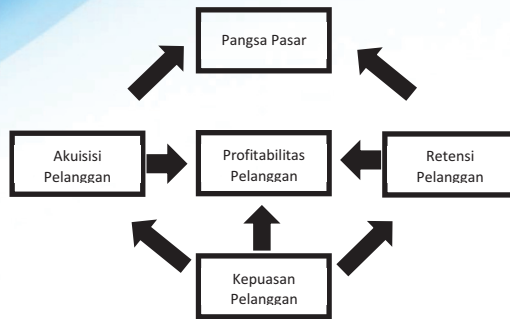 Pangsa Pasar
Akuisisi
Pelanggan
Profitabilitas
Pelanggan
Retensi
Pelanggan
Kepuasan
Pelanggan